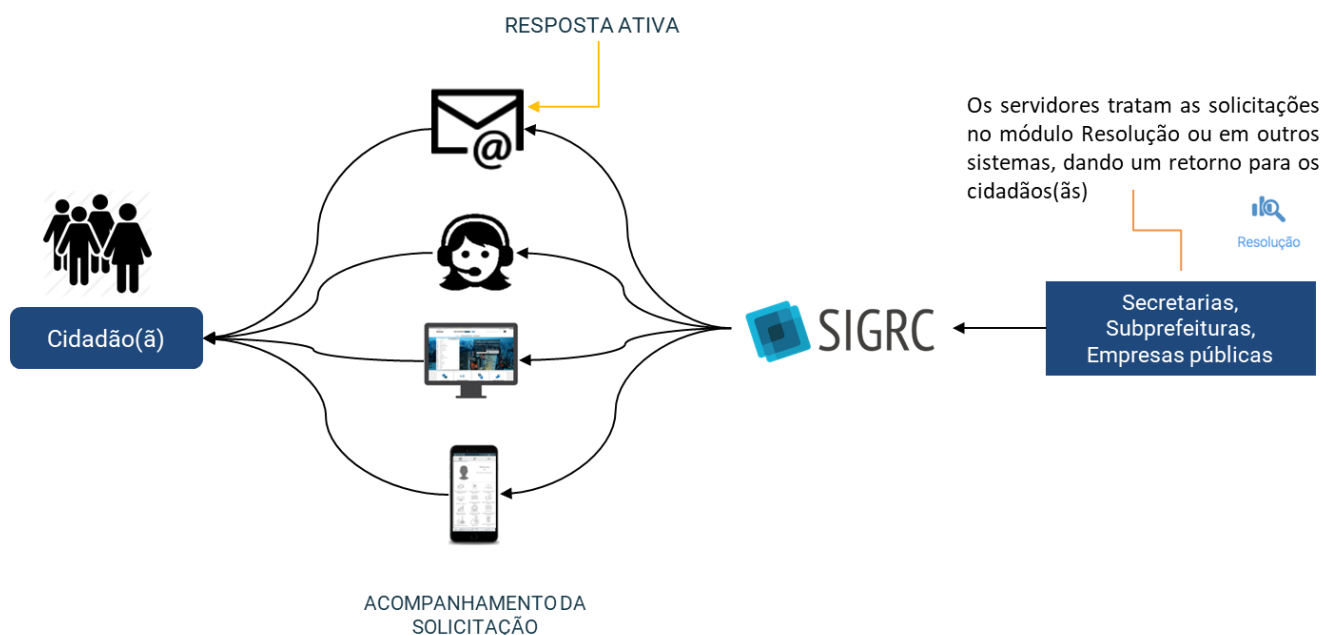 RESPOSTA ATIVA
Os servidores tratam as solicitações
no módulo Resolução ou em outros
sistemas, dando um retorno para os
cidadãos(ãs)
Resolução
Cidadão(ã)
SIGRC
Secretarias,
Subprefeituras,
Empresas públicas
ACOMPANHAMENTO DA
SOLICITAÇÃO